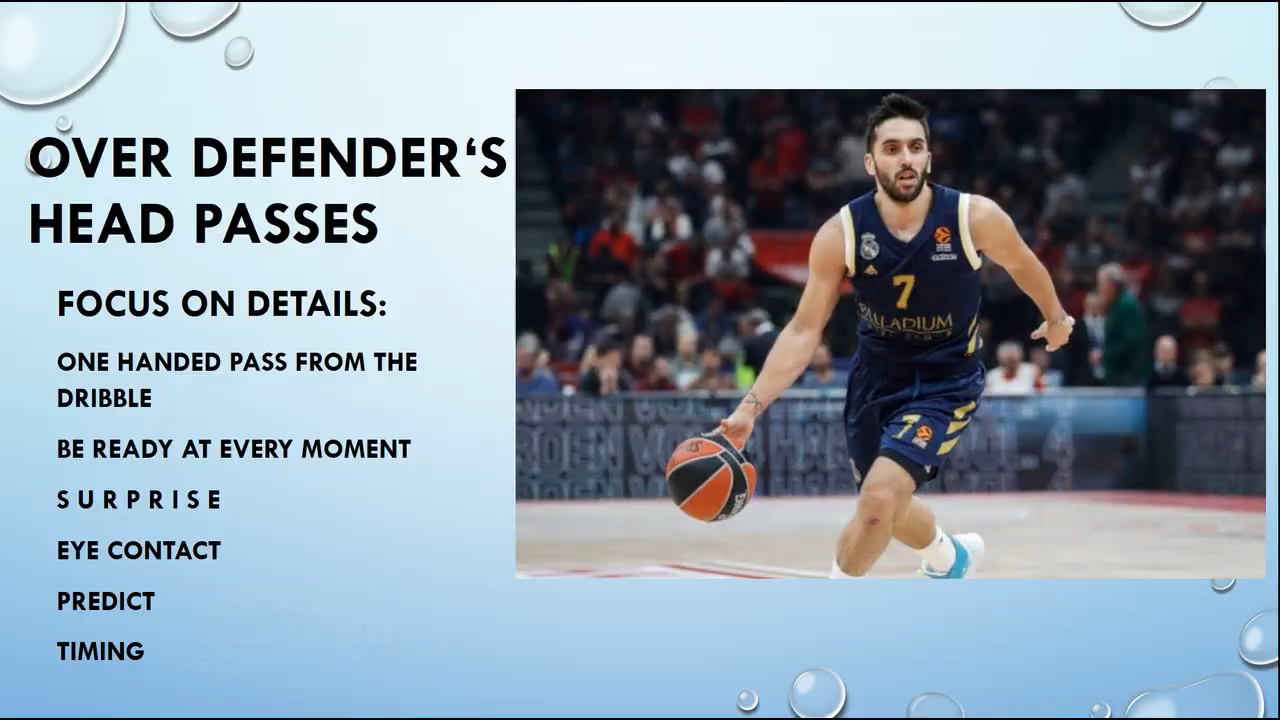 OVER DEFENDER‘S
HEAD PASSES
FOCUS ON DETAILS:
ONE HANDED PASS FROM THE
DRIBBLE
BE READY AT EVERY MOMENT
S U R P R I S E
EYE CONTACT
PREDICT
TIMING
adidas
7
PALLADIUM
7